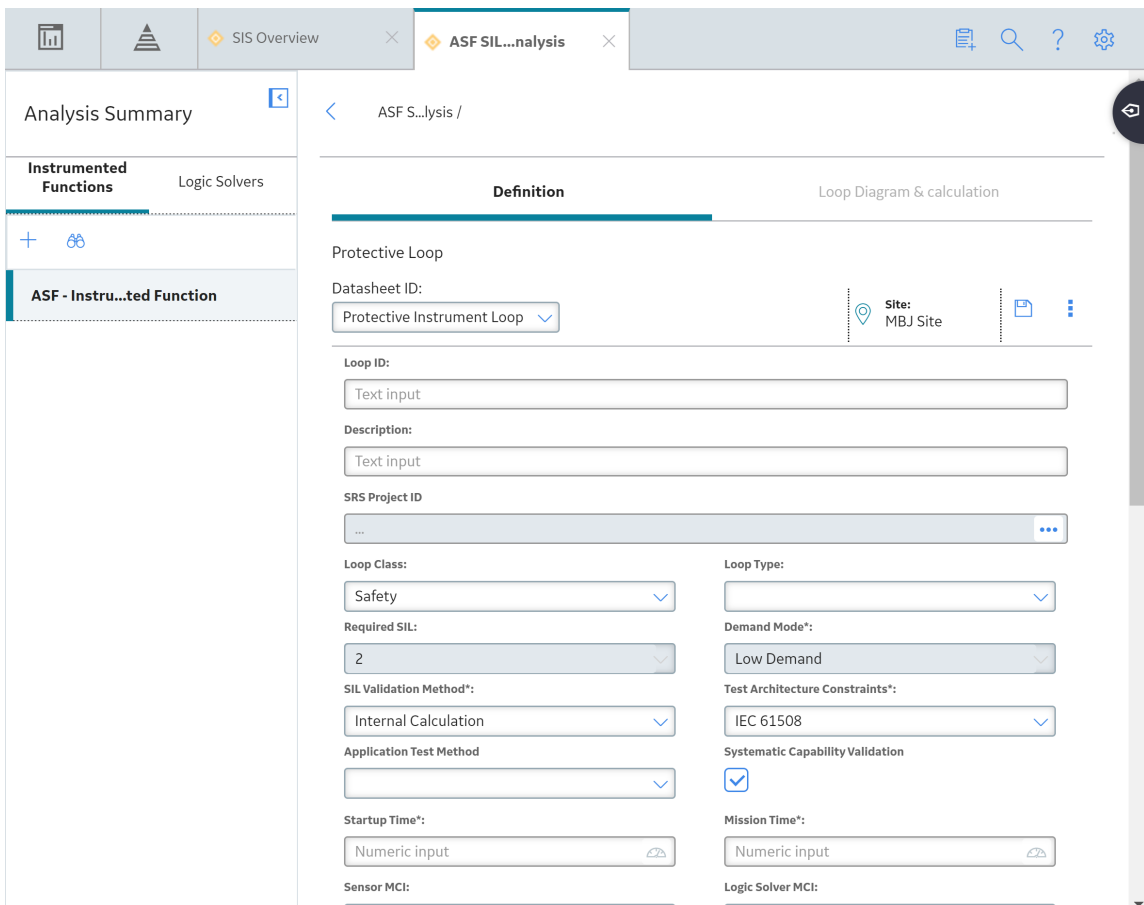 SIS Overview
ASF SIL...nalysis
Analysis Summary
ASF S...lysis /
Instrumented
Functions
Logic Solvers
Definition
Loop Diagram & calculation
ASF - Instru...ted Function
Protective Loop
Datasheet ID:
Protective Instrument Loop
Site:
MBJ Site
Loop ID:
Text input
Description:
Text input
SRS Project ID
...
Loop Class:
Loop Type:
Safety
Required SIL:
Demand Mode*:
2
Low Demand
SIL Validation Method*:
Test Architecture Constraints*:
Internal Calculation
IEC 61508
Application Test Method
Systematic Capability Validation
Startup Time*:
Mission Time*:
Numeric input
Numeric input
Sensor MCI:
Logic Solver MCI: